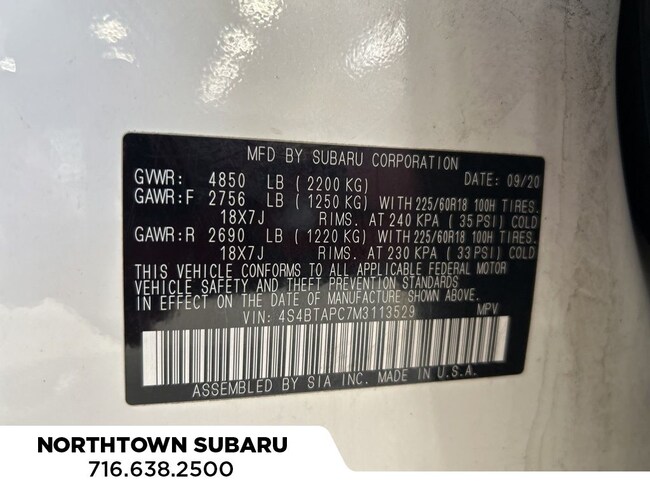 MFD BY SUBARU CORPORATION
GVWR: 4850 LB (2200 KG) DATE: 09/20
GAWR:F 2756 LB (1250 KG) WITH 225/60R18 100H TIRES.
18X7J RIMS. AT 240 KPA (35 PSI) COLD
GAWR:R 2690 LB (1220 KG) WITH 225/60R18 100H TIRES.
18X7J RIMS. AT 230 KPA (33 PSI) COLD
THIS VEHICLE CONFORMS TO ALL APPLICABLE FEDERAL MOTOR
VEHICLE SAFETY AND THEFT PREVENTION STANDARDS
IN EFFECT ON THE DATE OF MANUFACTURE SHOWN ABOVE.
VIN: 4S4BTAPC7M3113529 MPV
ASSEMBLED BY SIA INC. MADE IN U.S.A.
NORTHTOWN SUBARU
716.638.2500